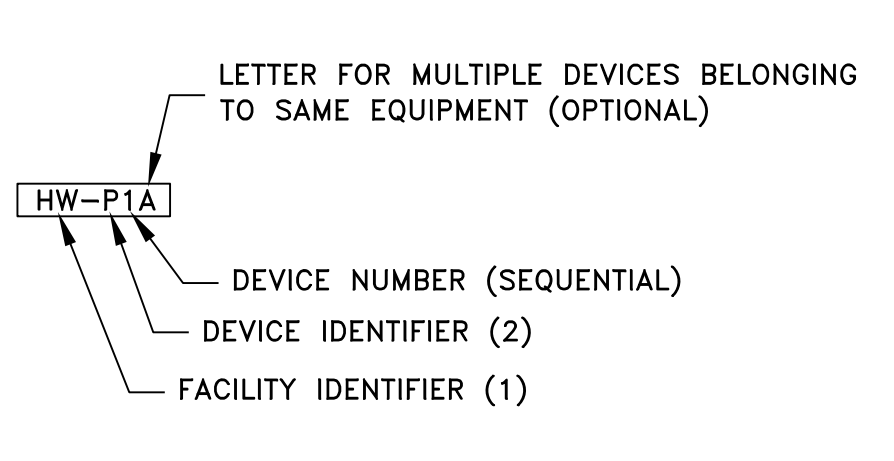 LETTER FOR MULTIPLE DEVICES BELONGING
TO SAME EQUIPMENT (OPTIONAL)
HW-P1A
DEVICE NUMBER (SEQUENTIAL)
DEVICE IDENTIFIER (2)
FACILITY IDENTIFIER (1)